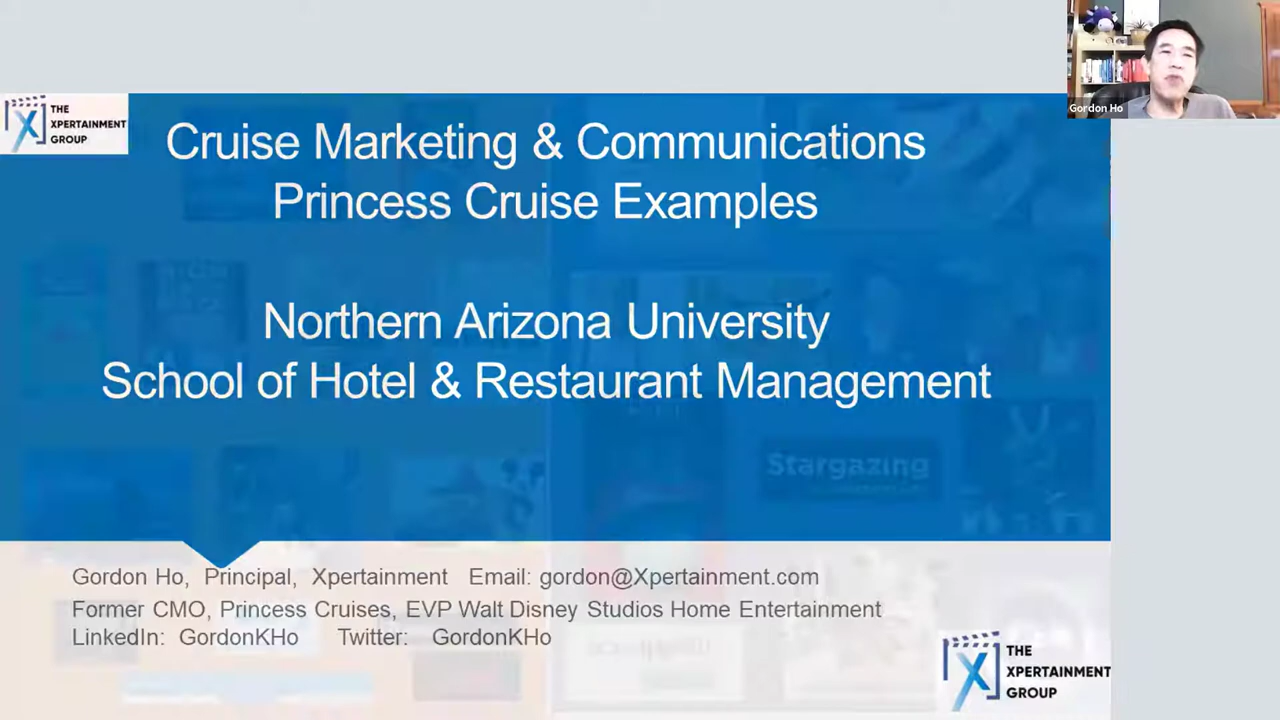 THE
XPERTAINMENT
GROUP
Cruise Marketing & Communications
Princess Cruise Examples
Northern Arizona University
School of Hotel & Restaurant Management
Stargazing
Gordon Ho, Principal, Xpertainment Email: gordon@Xpertainment.com
Former CMO, Princess Cruises, EVP Walt Disney Studios Home Entertainment
LinkedIn: GordonKHo Twitter: GordonKHo
THE
XPERTAINMENT
GROUP
Gordon Ho